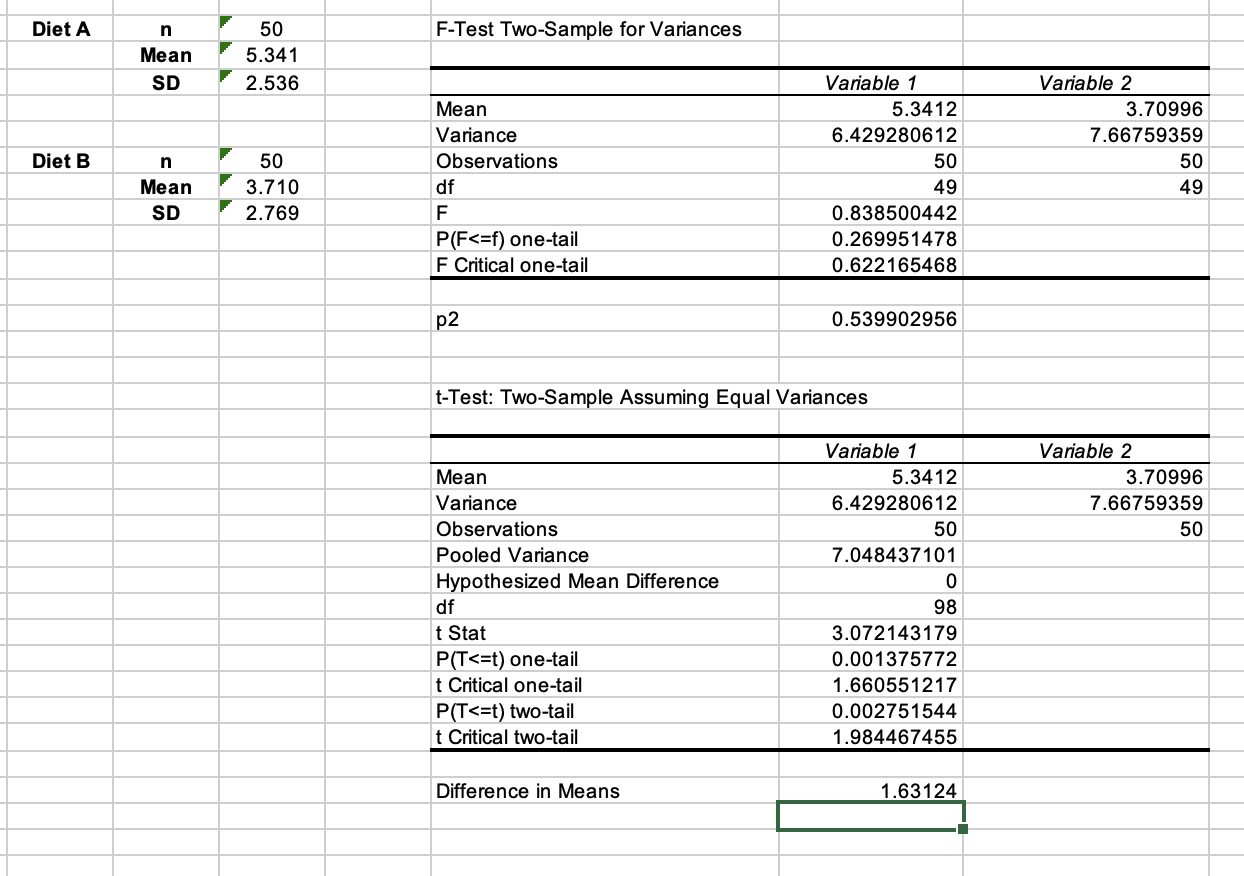 Diet A n 50 F-Test Two-Sample for Variances
Mean 5.341
SD 2.536 Variable 1 Variable 2
Mean 5.3412 3.70996
Variance 6.429280612 7.66759359
Diet B n 50 Observations 50 50
Mean 3.710 df 49 49
SD 2.769 F 0.838500442
P(F<=f) one-tail 0.269951478
F Critical one-tail 0.622165468
p2 0.539902956
t-Test: Two-Sample Assuming Equal Variances
Variable 1 Variable 2
Mean 5.3412 3.70996
Variance 6.429280612 7.66759359
Observations 50 50
Pooled Variance 7.048437101
Hypothesized Mean Difference 0
df 98
t Stat 3.072143179
P(T<=t) one-tail 0.001375772
t Critical one-tail 1.660551217
P(T<=t) two-tail 0.002751544
t Critical two-tail 1.984467455
Difference in Means 1.63124